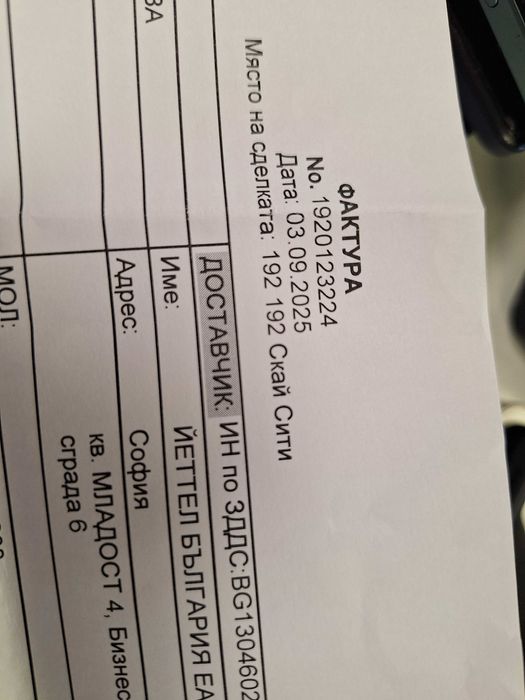 ФАКТУРА
No. 1920123224
Дата: 03.09.2025
Място на сделката: 192 192 Скай Сити
ДОСТАВЧИК: ИН по ЗДДС:BG1304602
Име: ЙЕТТЕЛ БЪЛГАРИЯ ЕА
Адрес: София
кв. МЛАДОСТ 4, Бизнес
сграда 6
МОЛ:
ВА